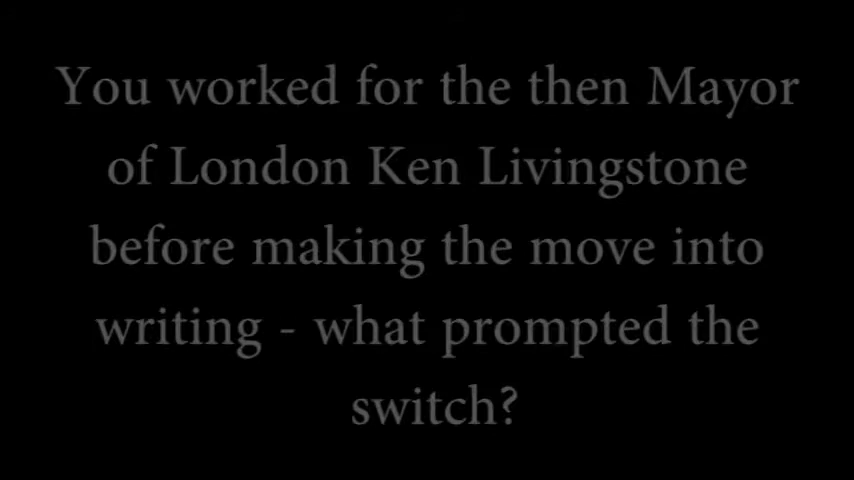 You worked for the then Mayor
of London Ken Livingstone
before making the move into
writing - what prompted the
switch?